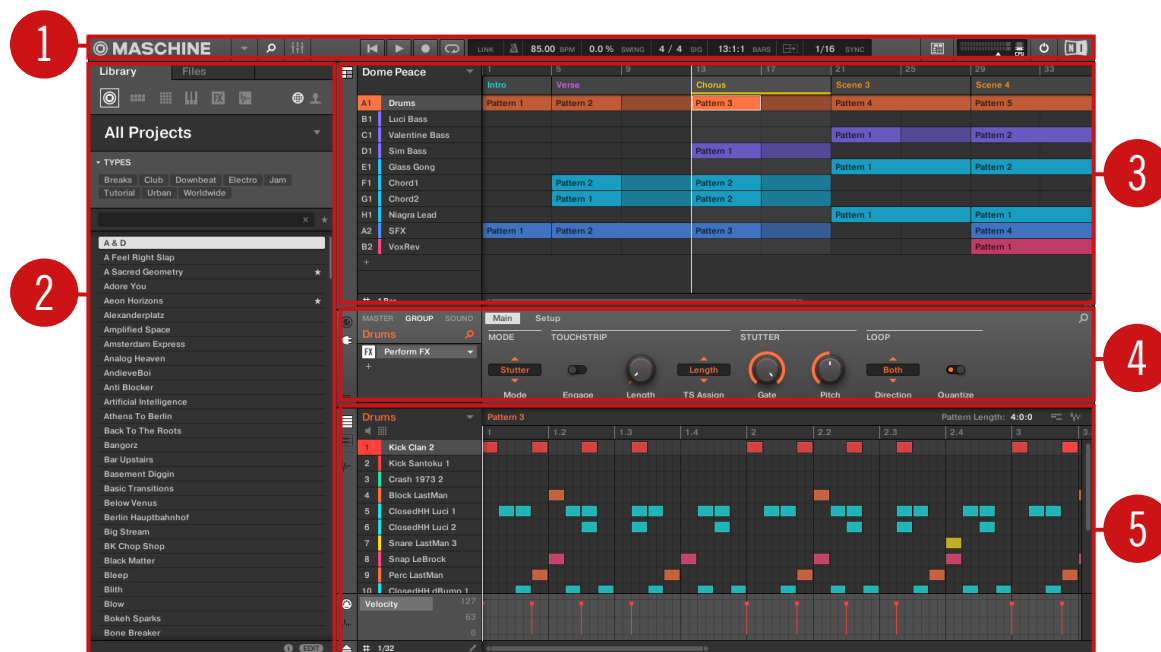 1
MASCHINE
LINK 85.00 BPM 0.0 % SWING 4 / 4 SIG 13:1:1 BARS 1/16 SYNC
CPU
NI
2
Library Files
FX
All Projects
TYPES
Breaks Club Downbeat Electro Jam
Tutorial Urban Worldwide
A & D
A Feel Right Slap
A Sacred Geometry
Adore You
Aeon Horizons
Alexanderplatz
Amplified Space
Amsterdam Express
Analog Heaven
AndieveBoi
Anti Blocker
Artificial Intelligence
Athens To Berlin
Back To The Roots
Bangorz
Bar Upstairs
Basement Diggin
Basic Transitions
Below Venus
Berlin Hauptbahnhof
Big Stream
BK Chop Shop
Black Matter
Bleep
Blith
Blow
Bokeh Sparks
Bone Breaker
EDIT
3
Dome Peace
1 5 9 13 17 21 25 29 33
Intro Verse Chorus Scene 3 Scene 4
A1 Drums Pattern 1 Pattern 2 Pattern 3 Pattern 4 Pattern 5
B1 Luci Bass
C1 Valentine Bass Pattern 1 Pattern 2
D1 Sim Bass Pattern 1
E1 Glass Gong Pattern 1 Pattern 2
F1 Chord1 Pattern 2 Pattern 2
G1 Chord2 Pattern 1 Pattern 2
H1 Niagra Lead Pattern 1 Pattern 1
A2 SFX Pattern 1 Pattern 2 Pattern 3 Pattern 4
B2 VoxRev Pattern 1
+
# 1 Bar
4
MASTER GROUP SOUND Main Setup
Drums MODE TOUCHSTRIP STUTTER LOOP
FX Perform FX
+
Stutter Length Both
Mode Engage Length TS Assign Gate Pitch Direction Quantize
5
Drums Pattern 3 Pattern Length: 4:0:0
1 1.2 1.3 1.4 2 2.2 2.3 2.4 3 3.
1 Kick Clan 2
2 Kick Santoku 1
3 Crash 1973 2
4 Block LastMan
5 ClosedHH Luci 1
6 ClosedHH Luci 2
7 Snare LastMan 3
8 Snap LeBrock
9 Perc LastMan
10 ClosedHH dBump 1
Velocity 127
63
0
# 1/32